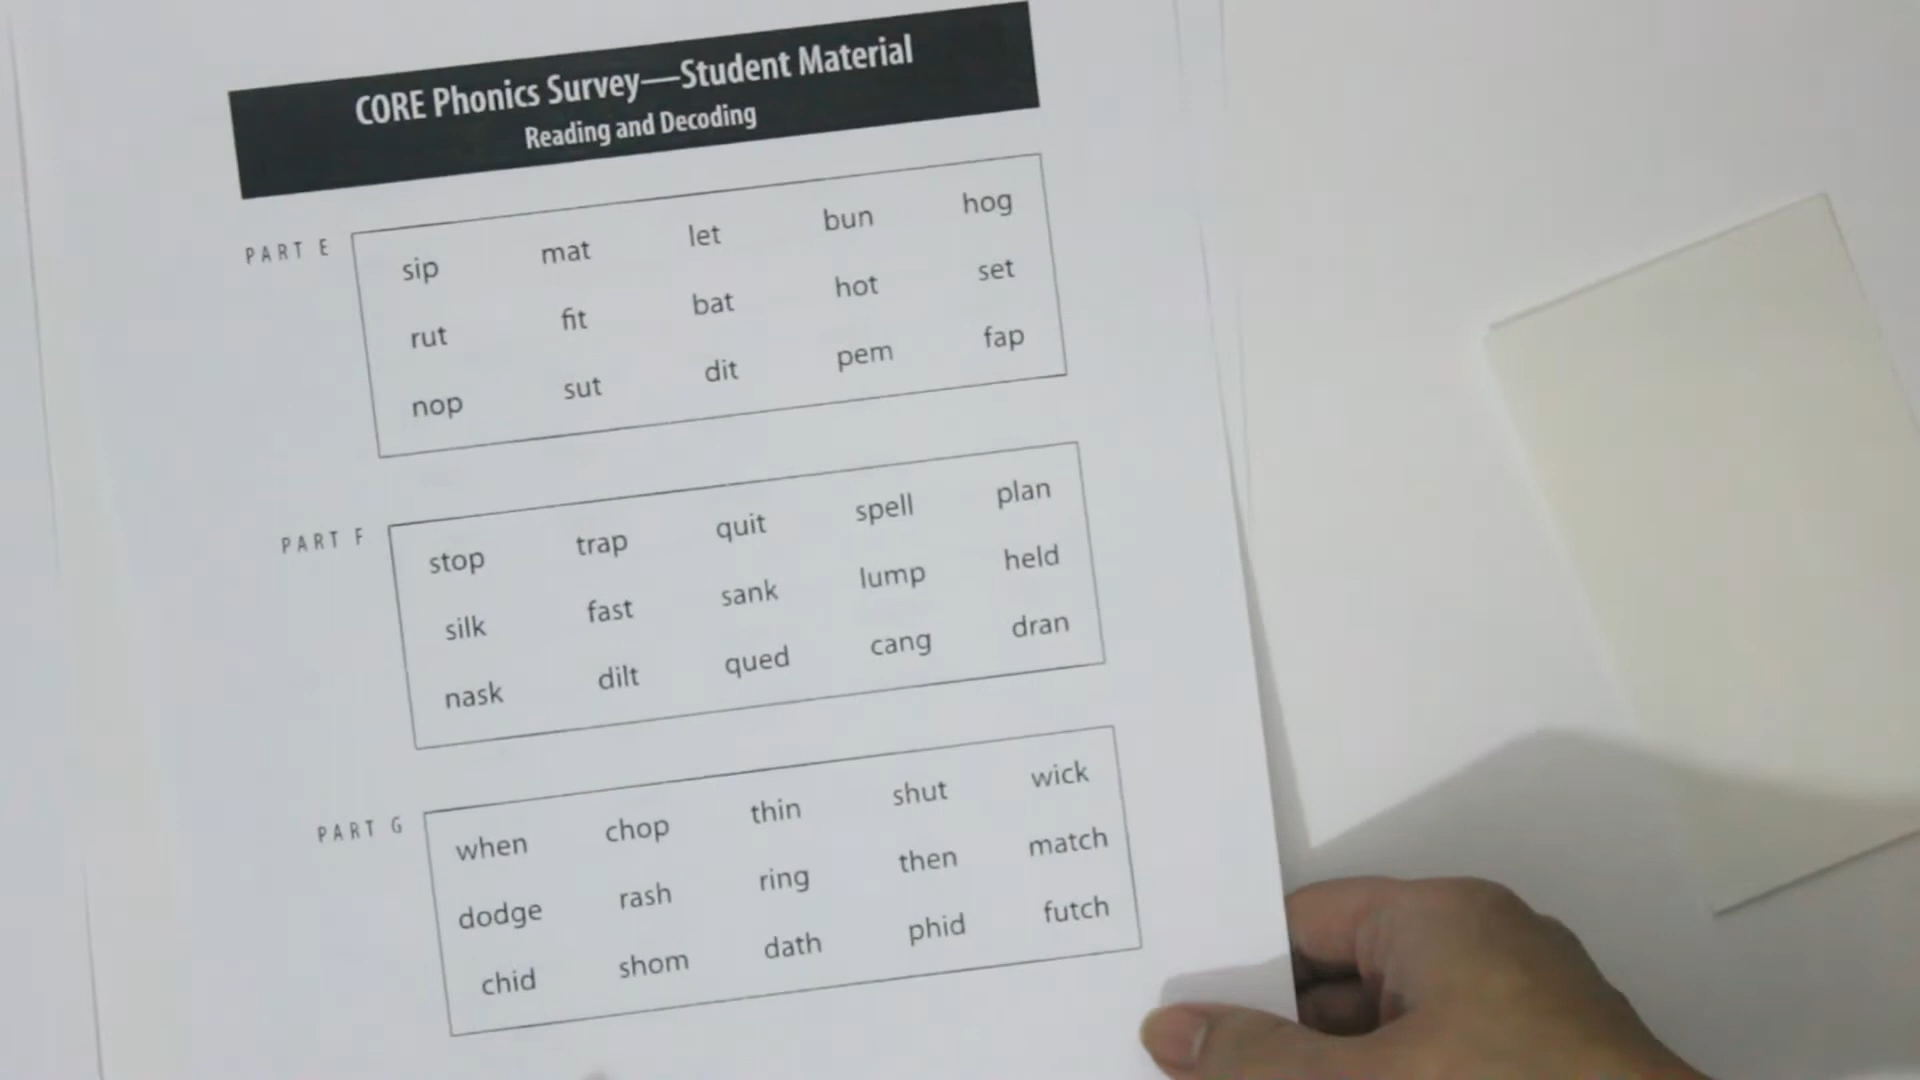 CORE Phonics Survey—Student Material
Reading and Decoding
PART E
sip mat let bun hog
rut fit bat hot set
nop sut dit pem fap
PART F
stop trap quit spell plan
silk fast sank lump held
nask dilt qued cang dran
PART G
when chop thin shut wick
dodge rash ring then match
chid shom dath phid futch